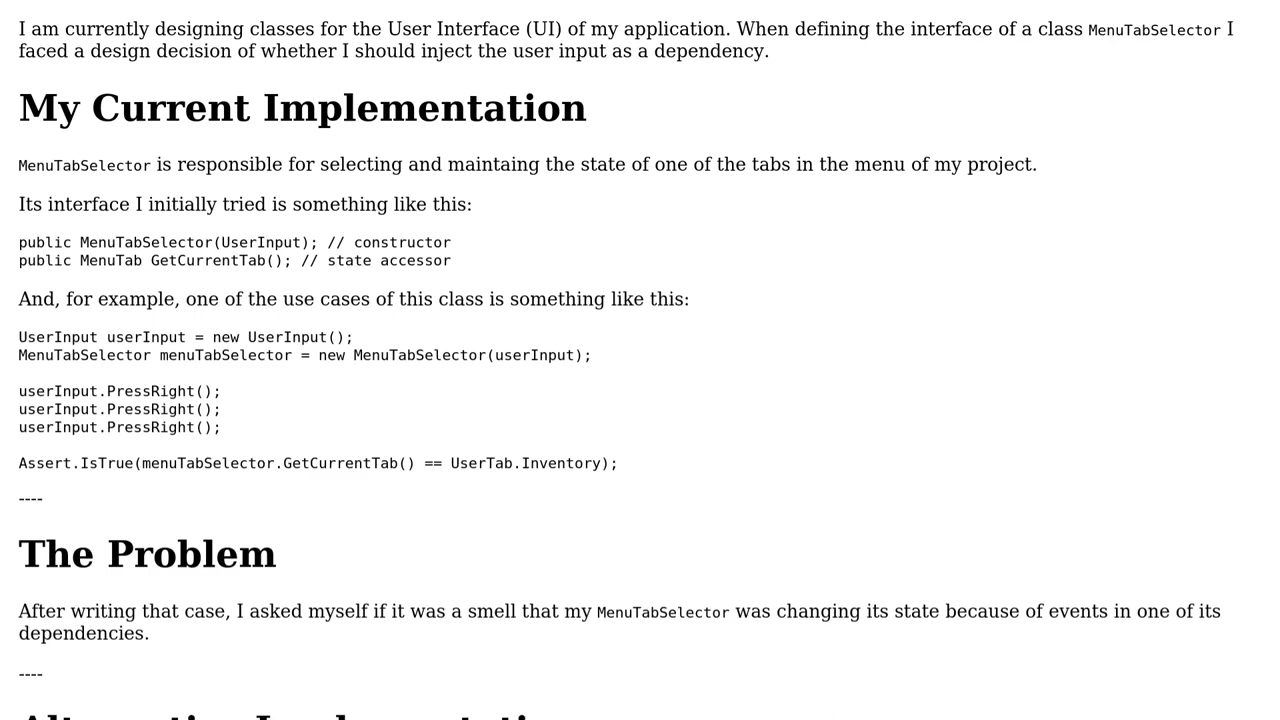 I am currently designing classes for the User Interface (UI) of my application. When defining the interface of a class MenuTabSelector I
faced a design decision of whether I should inject the user input as a dependency.
My Current Implementation
MenuTabSelector is responsible for selecting and maintaing the state of one of the tabs in the menu of my project.
Its interface I initially tried is something like this:
public MenuTabSelector(UserInput); // constructor
public MenuTab GetCurrentTab(); // state accessor
And, for example, one of the use cases of this class is something like this:
UserInput userInput = new UserInput();
MenuTabSelector menuTabSelector = new MenuTabSelector(userInput);
userInput.PressRight();
userInput.PressRight();
userInput.PressRight();
Assert.IsTrue(menuTabSelector.GetCurrentTab() == UserTab.Inventory);
----
The Problem
After writing that case, I asked myself if it was a smell that my MenuTabSelector was changing its state because of events in one of its
dependencies.
----